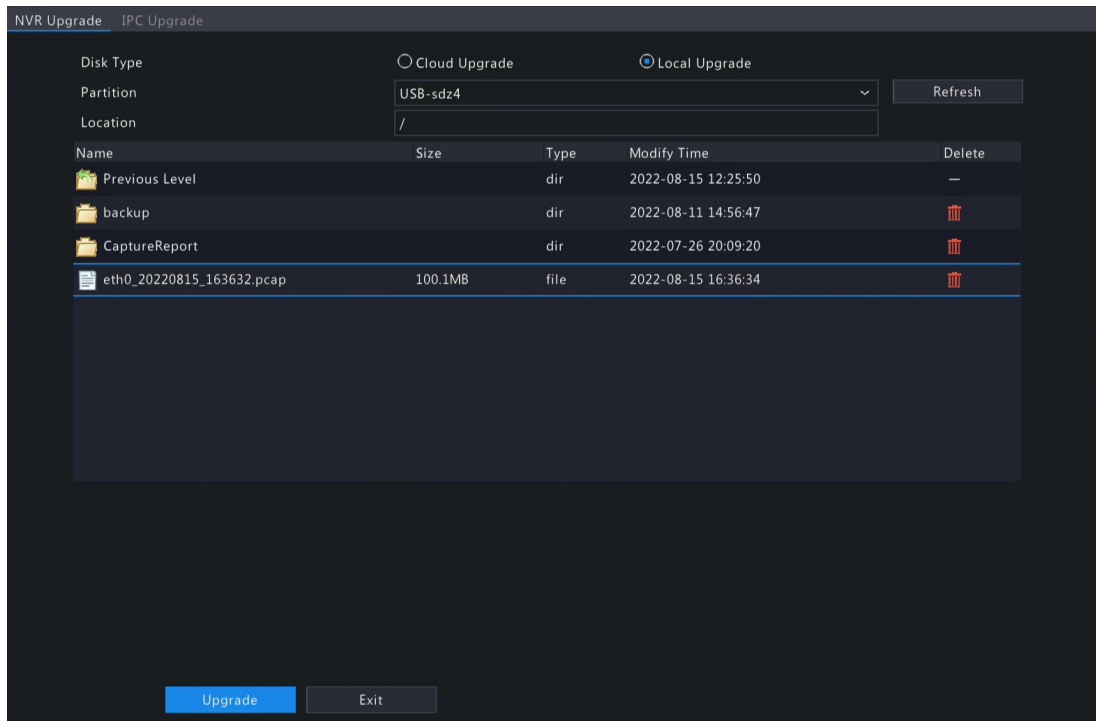 NVR Upgrade IPC Upgrade
Disk Type Cloud Upgrade Local Upgrade
Partition USB-sdz4 Refresh
Location /
Name Size Type Modify Time Delete
Previous Level dir 2022-08-15 12:25:50 —
backup dir 2022-08-11 14:56:47
CaptureReport dir 2022-07-26 20:09:20
eth0_20220815_163632.pcap 100.1MB file 2022-08-15 16:36:34
Upgrade Exit